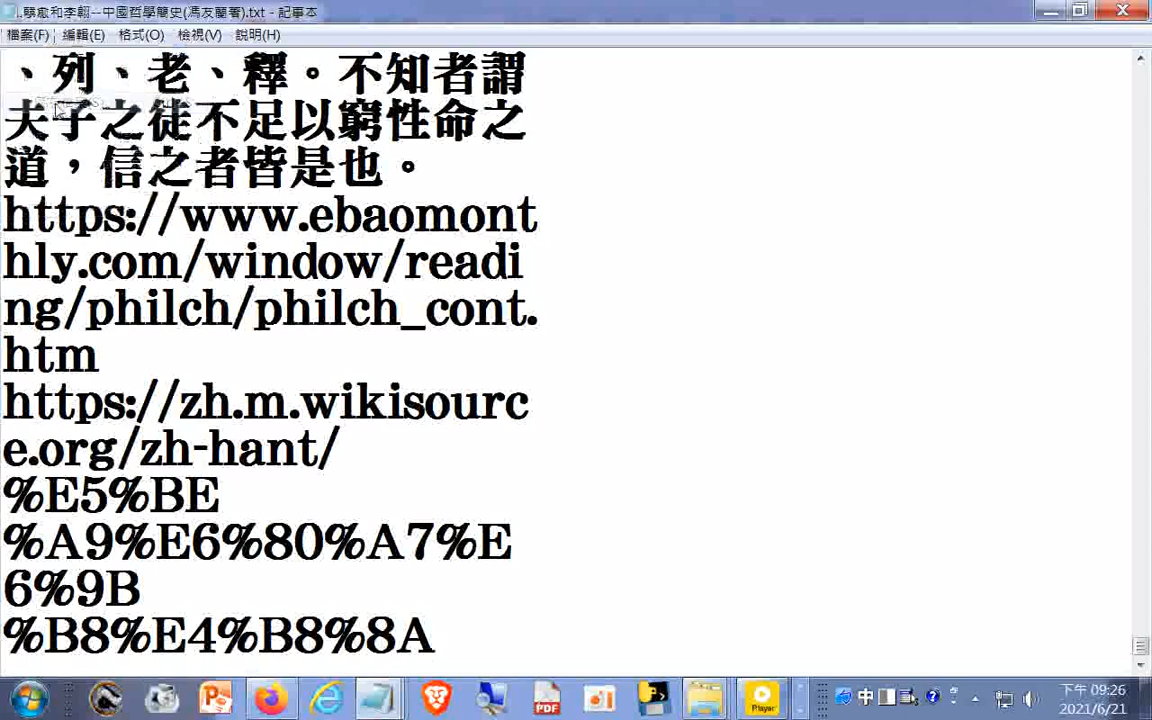 1.韓愈和李翱--中國哲學簡史(馮友蘭著).txt - 記事本
檔案(F) 編輯(E) 格式(O) 檢視(V) 說明(H)
、列、老、釋。不知者謂
夫子之徒不足以窮性命之
道，信之者皆是也。
https://www.ebaomont
hly.com/window/readi
ng/philch/philch_cont.
htm
https://zh.m.wikisourc
e.org/zh-hant/
%E5%BE
%A9%E6%80%A7%E
6%9B
%B8%E4%B8%8A
PDF
Player
中
下午 09:26
2021/6/21